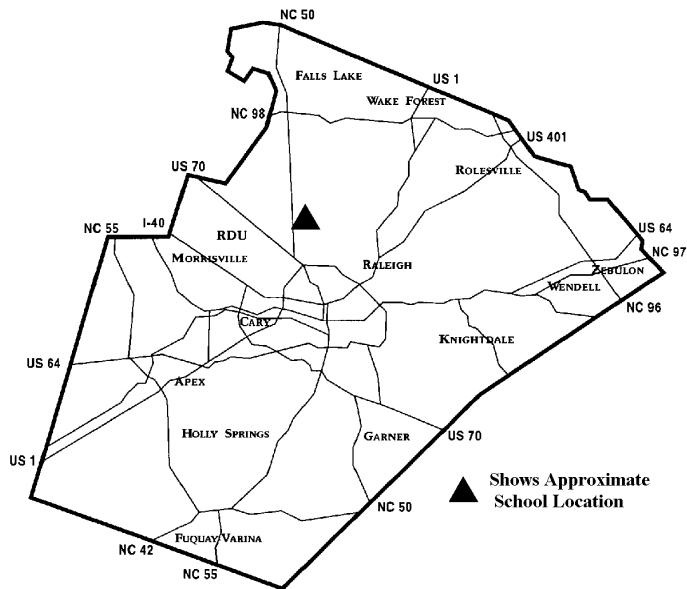 NC 50
FALLS LAKE
US 1
WAKE FOREST
NC 98
US 401
US 70
ROLESVILLE
I-40
NC 55
RDU
US 64
MORRISVILLE
RALEIGH
NC 97
ZEBULON
WENDELL
NC 96
CARY
KNIGHTDALE
US 64
APEX
HOLLY SPRINGS
GARNER
US 70
US 1
Shows Approximate
School Location
NC 50
FUQUAY VARINA
NC 42
NC 55